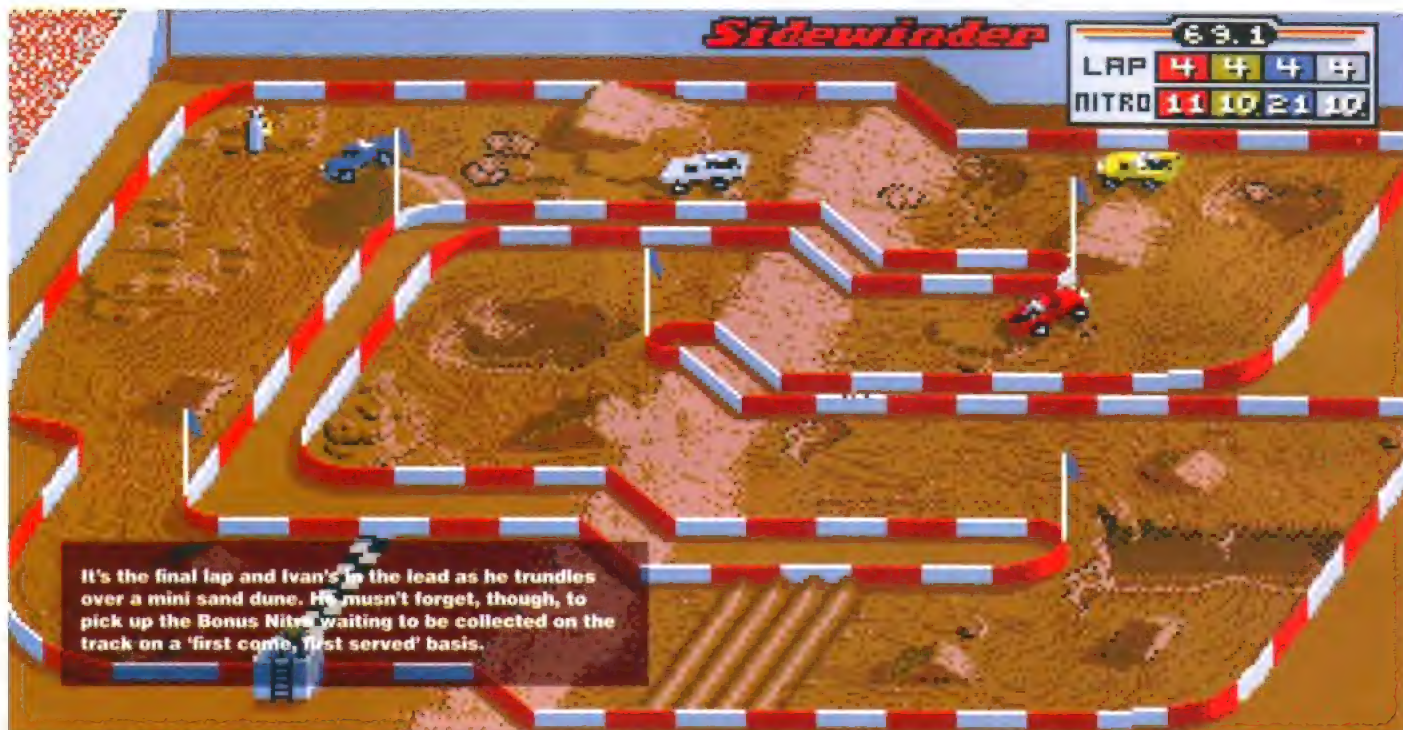 Sidewinder
69.1
LAP 4 4 4 4
NITRO 11 10 21 10
It's the final lap and Ivan's in the lead as he trundles
over a mini sand dune. He musn't forget, though, to
pick up the Bonus Nitro waiting to be collected on the
track on a 'first come, first served' basis.